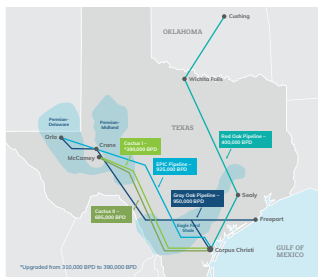 Cushing
OKLAHOMA
Wichita Falls
Permian-
Delaware
Permian-
Midland
TEXAS
Orla
Crane
McCamey
Cactus I –
*390,000 BPD
Red Oak Pipeline –
400,000 BPD
EPIC Pipeline –
925,000 BPD
Gray Oak Pipeline –
950,000 BPD
Sealy
Cactus II –
685,000 BPD
Freeport
Eagle Ford
Shale
Corpus Christi
GULF OF
MEXICO
*Upgraded from 310,000 BPD to 390,000 BPD